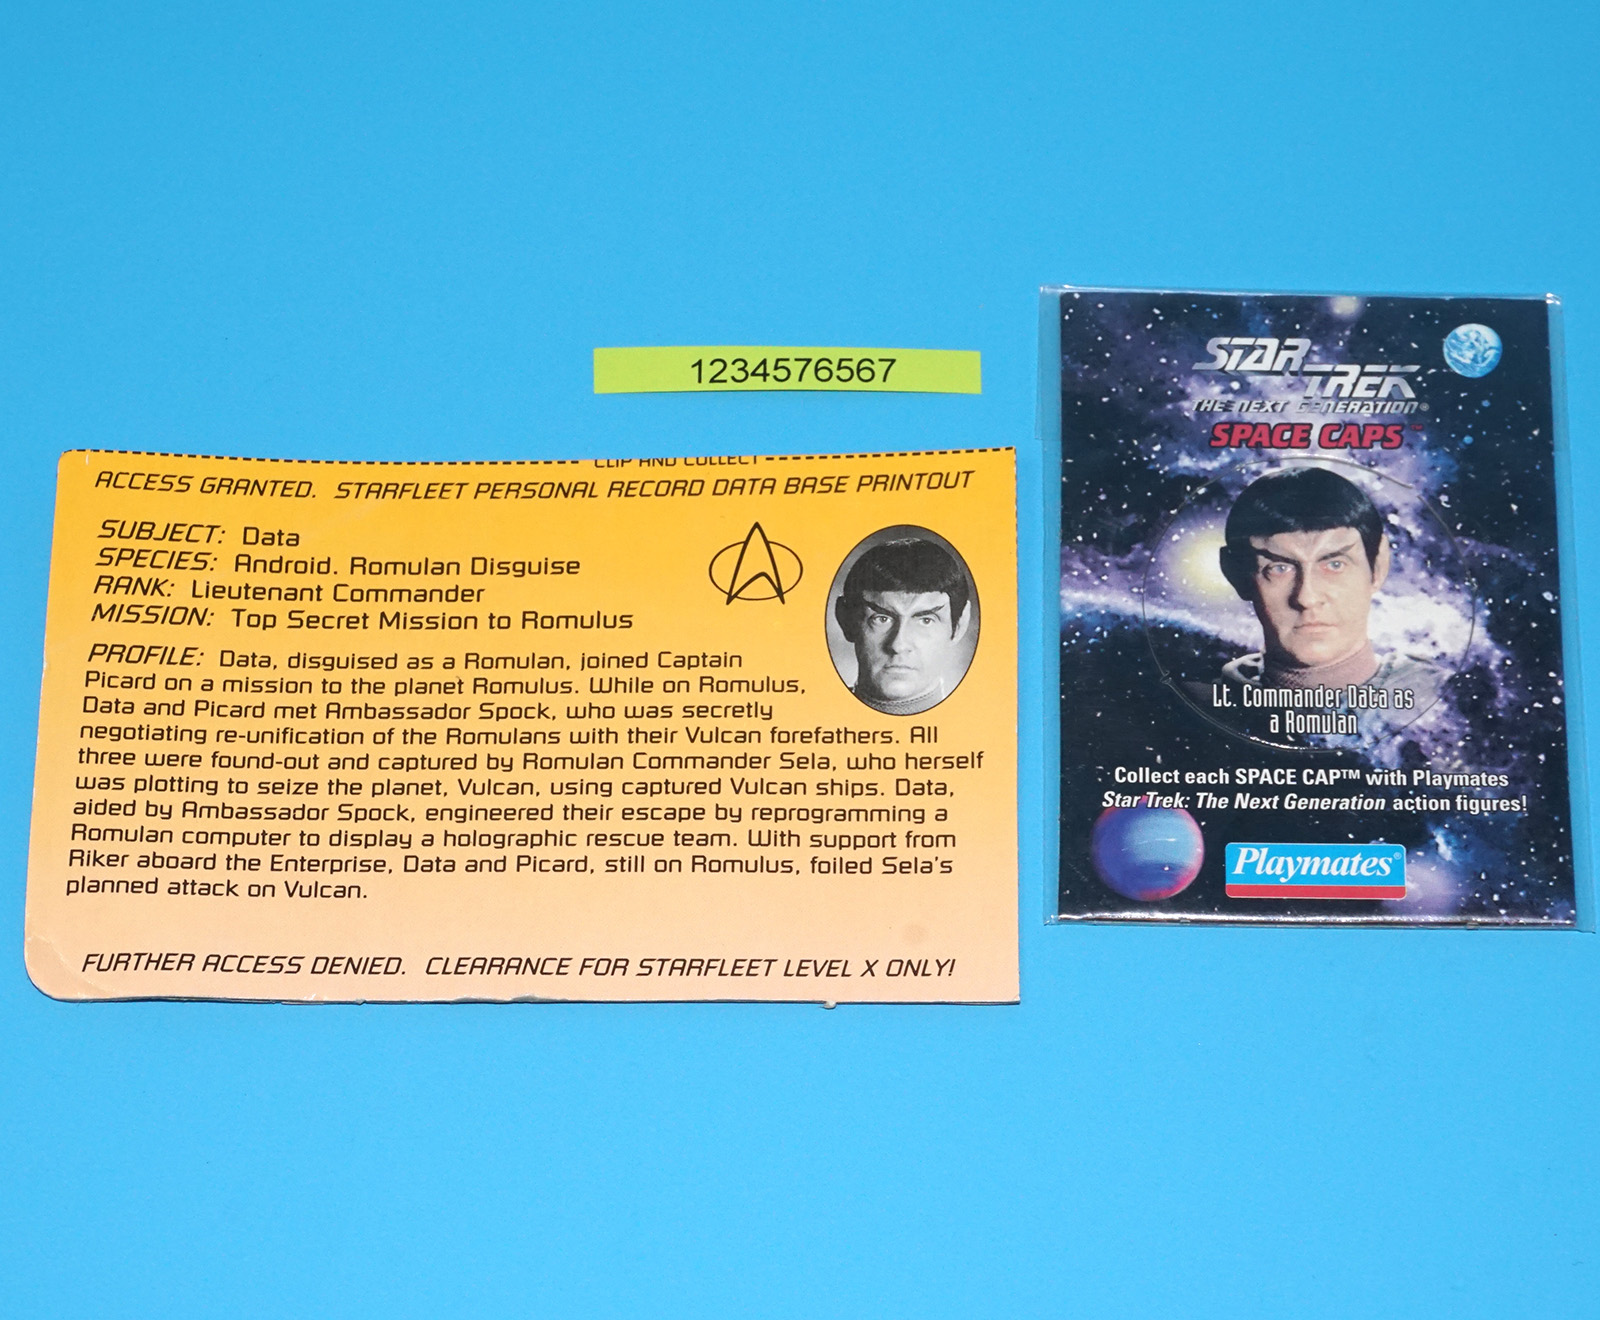 1234576567
CLIP AND COLLECT
ACCESS GRANTED. STARFLEET PERSONAL RECORD DATA BASE PRINTOUT
SUBJECT: Data
SPECIES: Android. Romulan Disguise
RANK: Lieutenant Commander
MISSION: Top Secret Mission to Romulus
PROFILE: Data, disguised as a Romulan, joined Captain
Picard on a mission to the planet Romulus. While on Romulus,
Data and Picard met Ambassador Spock, who was secretly
negotiating re-unification of the Romulans with their Vulcan forefathers. All
three were found-out and captured by Romulan Commander Sela, who herself
was plotting to seize the planet, Vulcan, using captured Vulcan ships. Data,
aided by Ambassador Spock, engineered their escape by reprogramming a
Romulan computer to display a holographic rescue team. With support from
Riker aboard the Enterprise, Data and Picard, still on Romulus, foiled Sela's
planned attack on Vulcan.
FURTHER ACCESS DENIED. CLEARANCE FOR STARFLEET LEVEL X ONLY!
STAR
TREK
THE NEXT GENERATION®
SPACE CAPS™
Lt. Commander Data as
a Romulan
Collect each SPACE CAP™ with Playmates
Star Trek: The Next Generation action figures!
Playmates®